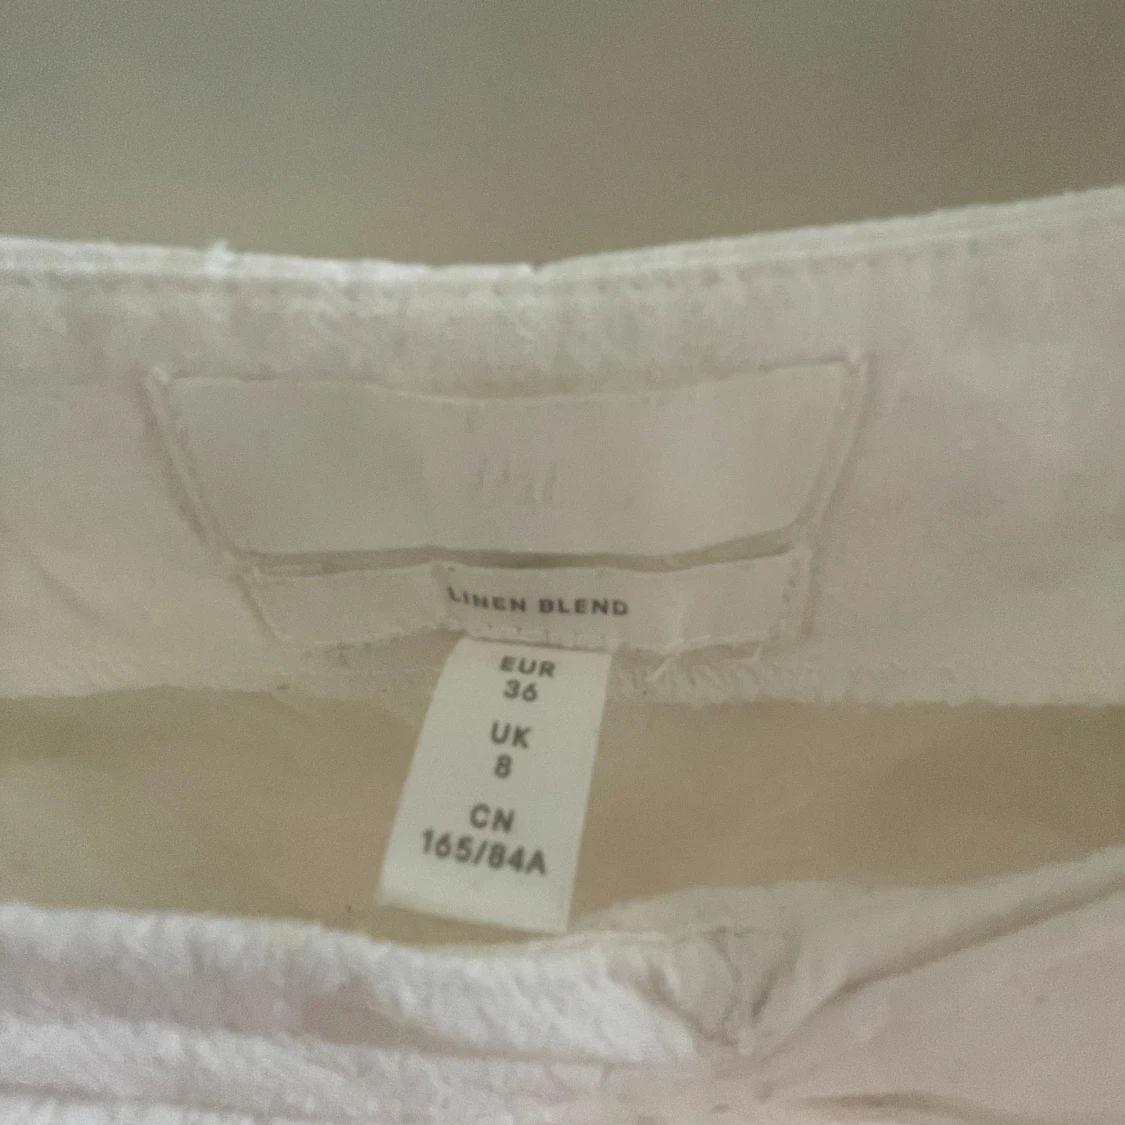 LINEN BLEND
EUR
36
UK
8
CN
165/84A